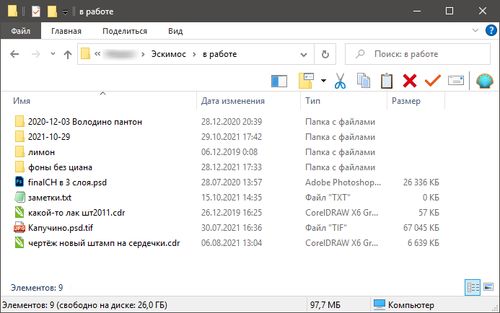 в работе
Файл Главная Поделиться Вид
Эскимос в работе Поиск: в работе
Имя Дата изменения Тип Размер
2020-12-03 Володино пантон 28.12.2020 20:39 Папка с файлами
2021-10-29 29.10.2021 17:42 Папка с файлами
лимон 06.12.2019 0:08 Папка с файлами
фоны без циана 28.12.2021 17:33 Папка с файлами
finalCH в 3 слоя.psd 28.07.2020 13:57 Adobe Photoshop... 26 336 КБ
заметки.txt 15.10.2021 14:35 Файл "TXT" 0 КБ
какой-то лак шт2011.cdr 26.12.2019 16:25 CorelDRAW X6 Gr... 57 КБ
Капучино.psd.tif 30.07.2021 16:36 Файл "TIF" 67 045 КБ
чертёж новый штамп на сердечки.cdr 06.08.2021 13:04 CorelDRAW X6 Gr... 6 639 КБ
Элементов: 9
Элементов: 9 (свободно на диске: 26,0 ГБ) 97,7 МБ Компьютер